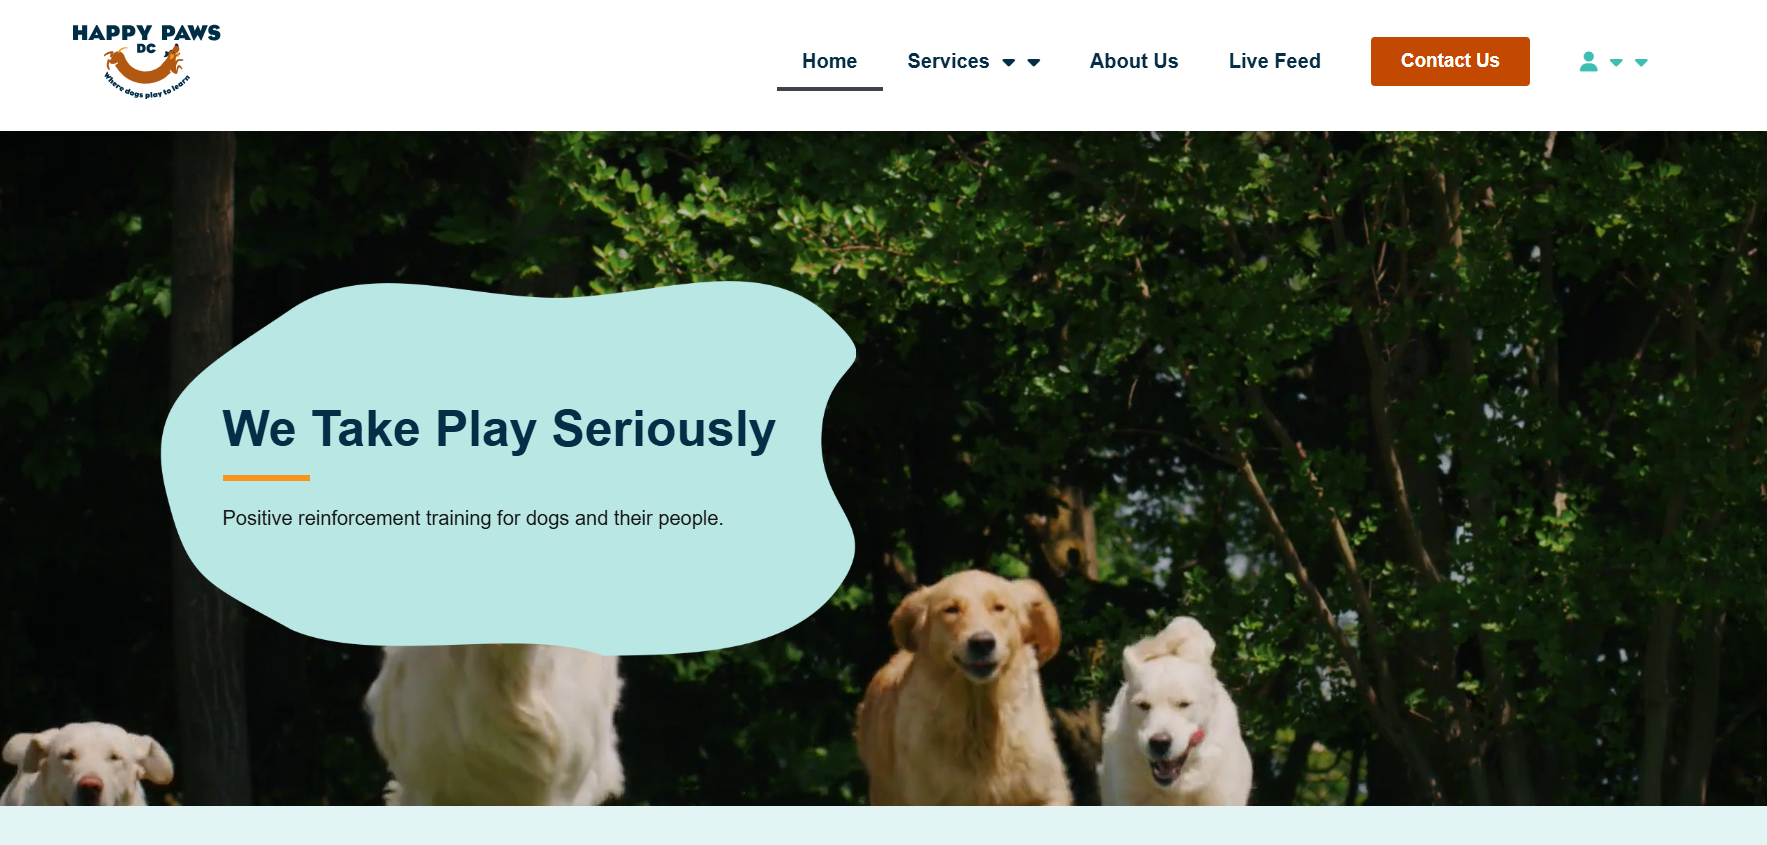 HAPPY PAWS
DC
where dogs play to learn
Home
Services
About Us
Live Feed
Contact Us
We Take Play Seriously
Positive reinforcement training for dogs and their people.